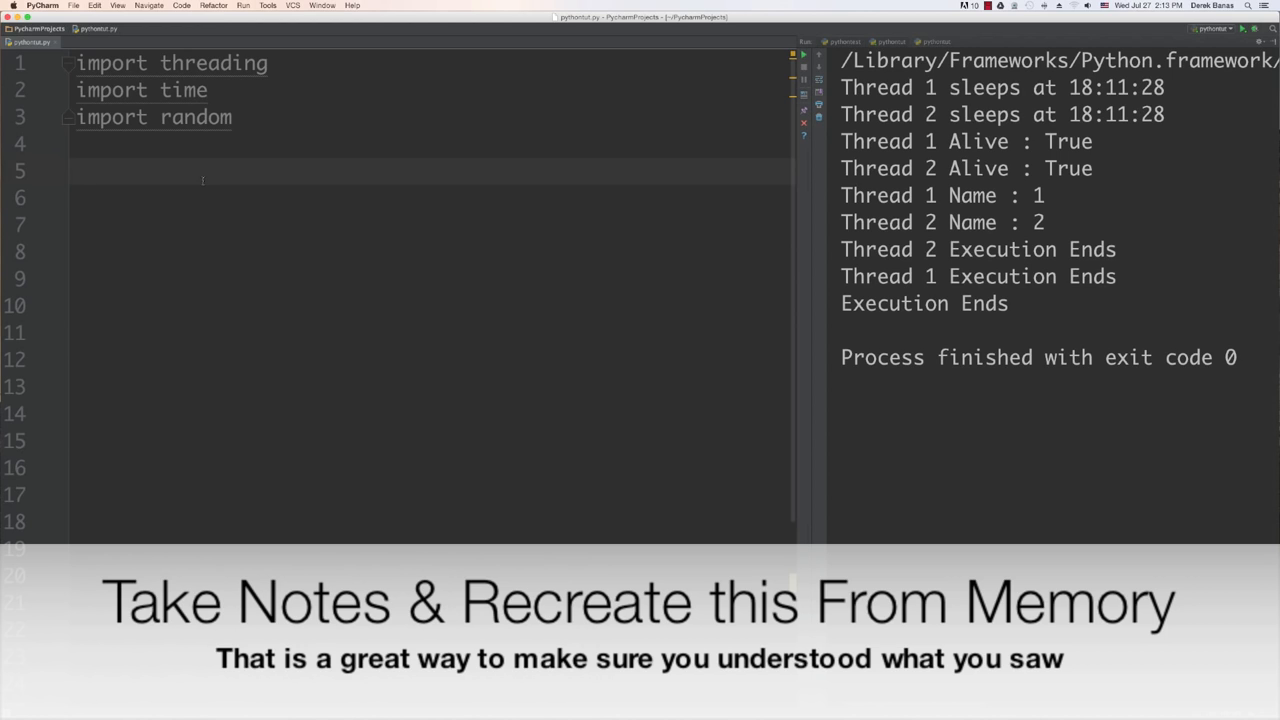 PyCharm File Edit View Navigate Code Refactor Run Tools VCS Window Help
10 Wed Jul 27 2:13 PM Derek Banas
pythontut.py - PycharmProjects - [~/PycharmProjects]
PycharmProjects pythontut.py
pythontut
pythontut.py
Run: pythontest pythontut pythontut
1 import threading
2 import time
3 import random
4
5
6
7
8
9
10
11
12
13
14
15
16
17
18
19
20
21
22
/Library/Frameworks/Python.framework/
Thread 1 sleeps at 18:11:28
Thread 2 sleeps at 18:11:28
Thread 1 Alive : True
Thread 2 Alive : True
Thread 1 Name : 1
Thread 2 Name : 2
Thread 2 Execution Ends
Thread 1 Execution Ends
Execution Ends
Process finished with exit code 0
Take Notes & Recreate this From Memory
That is a great way to make sure you understood what you saw